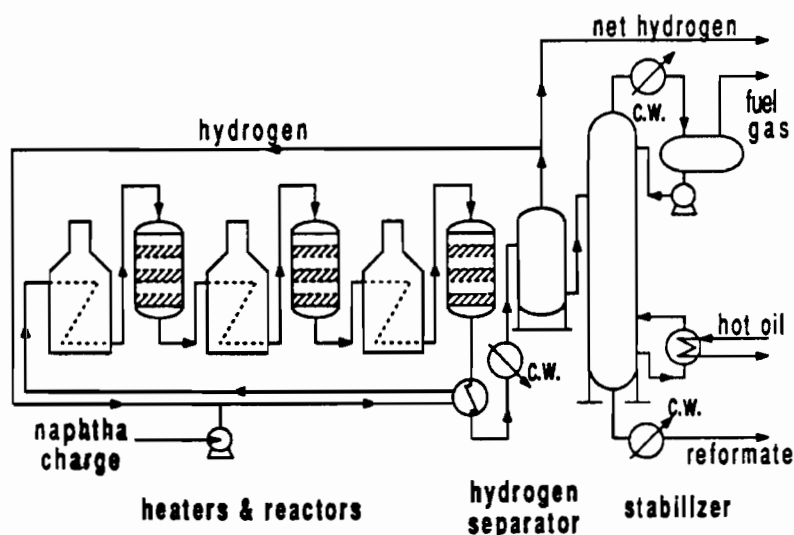 net hydrogen
C.W.
fuel
gas
hydrogen
hot oil
C.W.
C.W.
naphtha
charge
reformate
heaters & reactors
hydrogen
separator
stabilizer